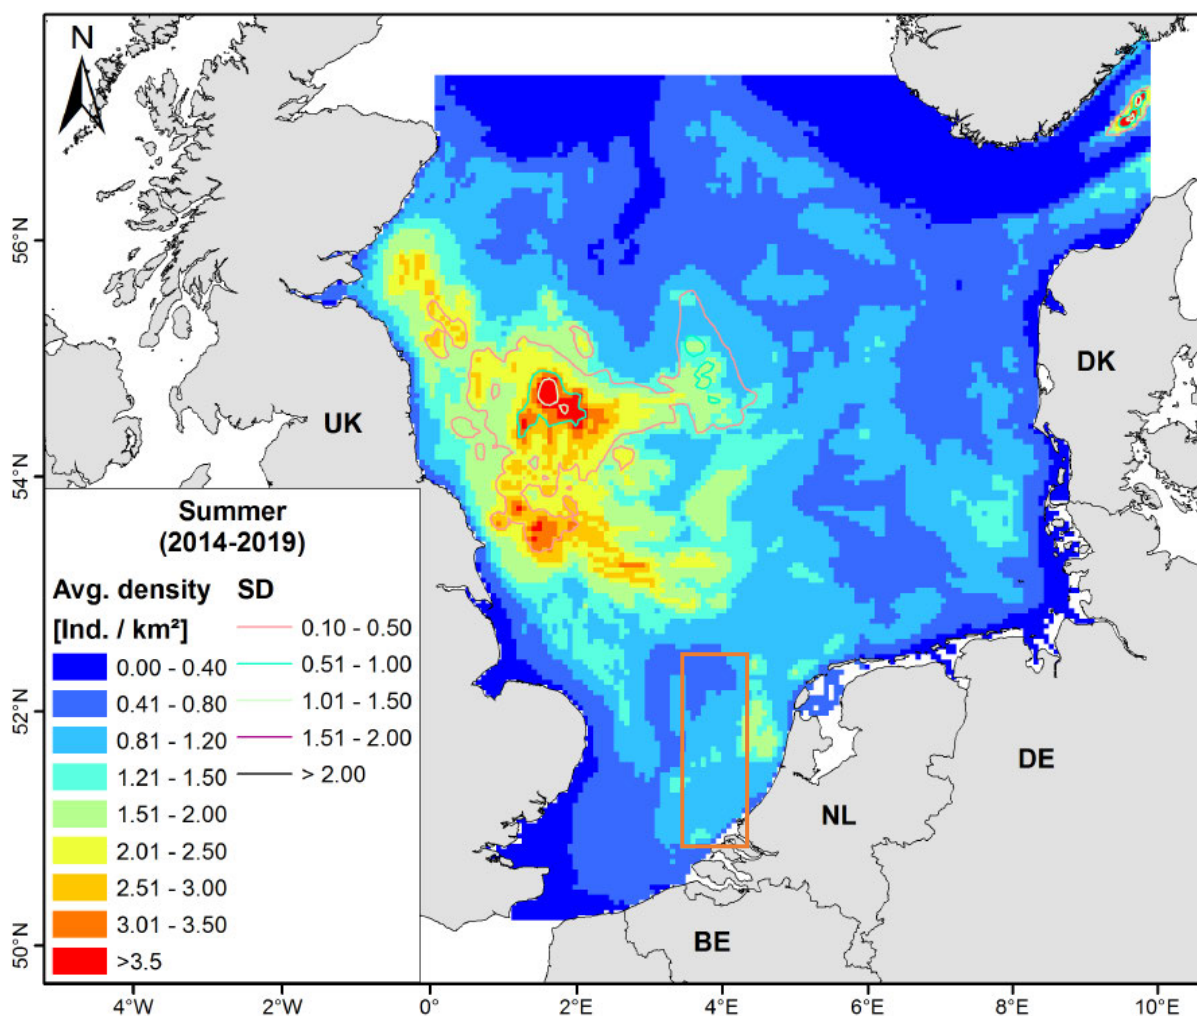 N
UK
DK
DE
NL
BE
Summer
(2014-2019)
Avg. density SD
[Ind. / km²]
0.00 - 0.40
0.41 - 0.80
0.81 - 1.20
1.21 - 1.50
1.51 - 2.00
2.01 - 2.50
2.51 - 3.00
3.01 - 3.50
>3.5
0.10 - 0.50
0.51 - 1.00
1.01 - 1.50
1.51 - 2.00
> 2.00
56°N
54°N
52°N
50°N
4°W 2°W 0° 2°E 4°E 6°E 8°E 10°E